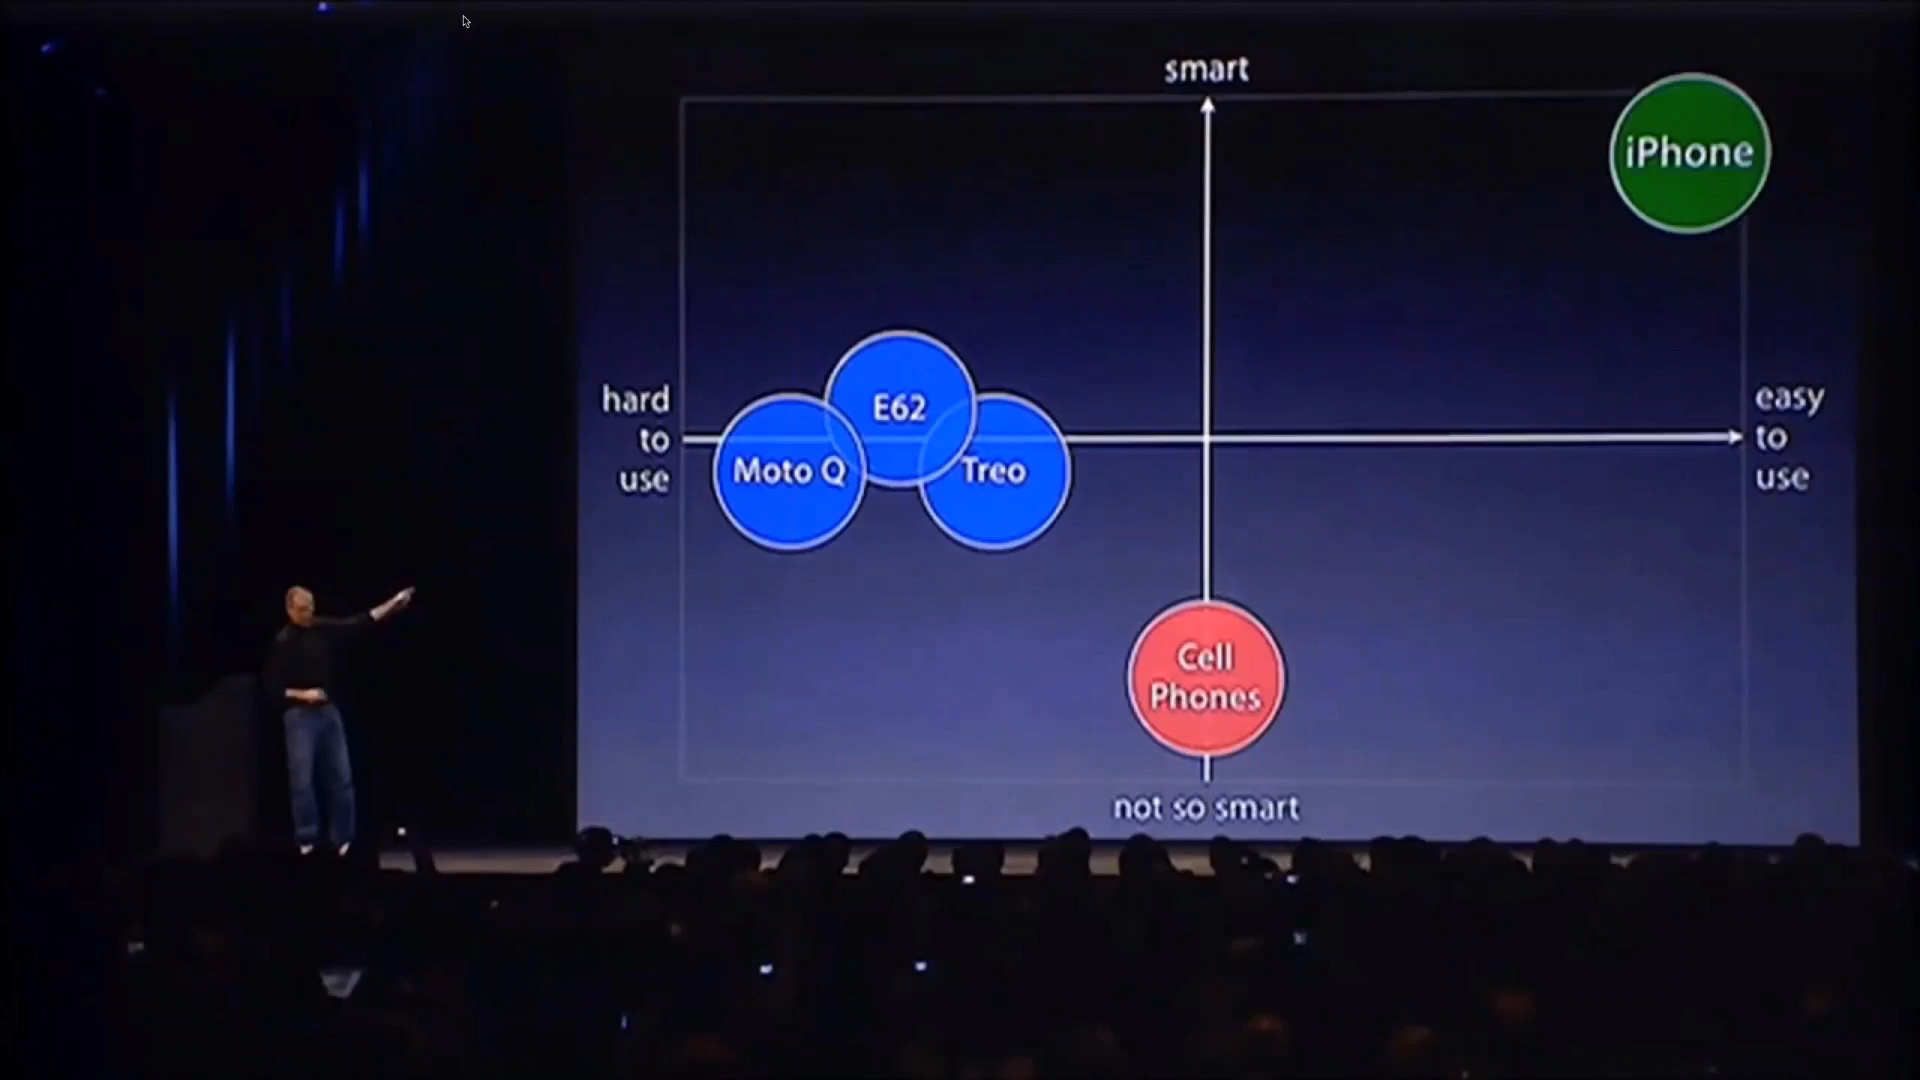 smart
iPhone
hard
to
use
E62
Moto Q
Treo
easy
to
use
Cell
Phones
not so smart